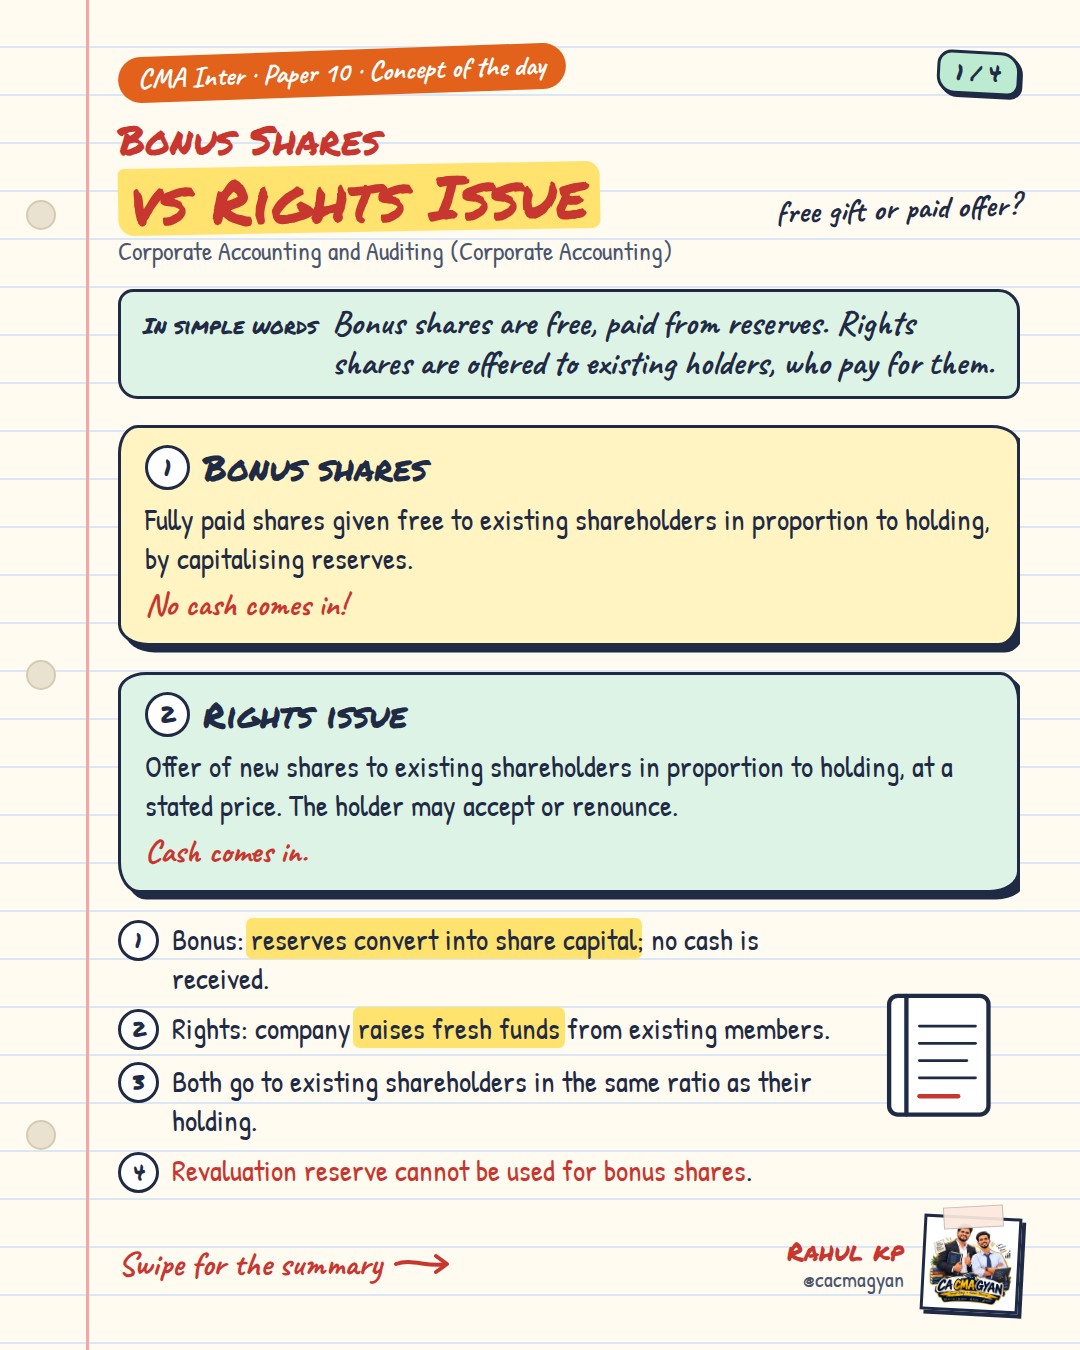 CMA Inter · Paper 10 · Concept of the day
1 / 4
Bonus Shares
vs Rights Issue
free gift or paid offer?
Corporate Accounting and Auditing (Corporate Accounting)
In simple words Bonus shares are free, paid from reserves. Rights
shares are offered to existing holders, who pay for them.
1 Bonus shares
Fully paid shares given free to existing shareholders in proportion to holding,
by capitalising reserves.
No cash comes in!
2 Rights issue
Offer of new shares to existing shareholders in proportion to holding, at a
stated price. The holder may accept or renounce.
Cash comes in.
1 Bonus: reserves convert into share capital; no cash is
received.
2 Rights: company raises fresh funds from existing members.
3 Both go to existing shareholders in the same ratio as their
holding.
4 Revaluation reserve cannot be used for bonus shares.
Swipe for the summary
Rahul KP
@cacmagyan
CA CMA GYAN